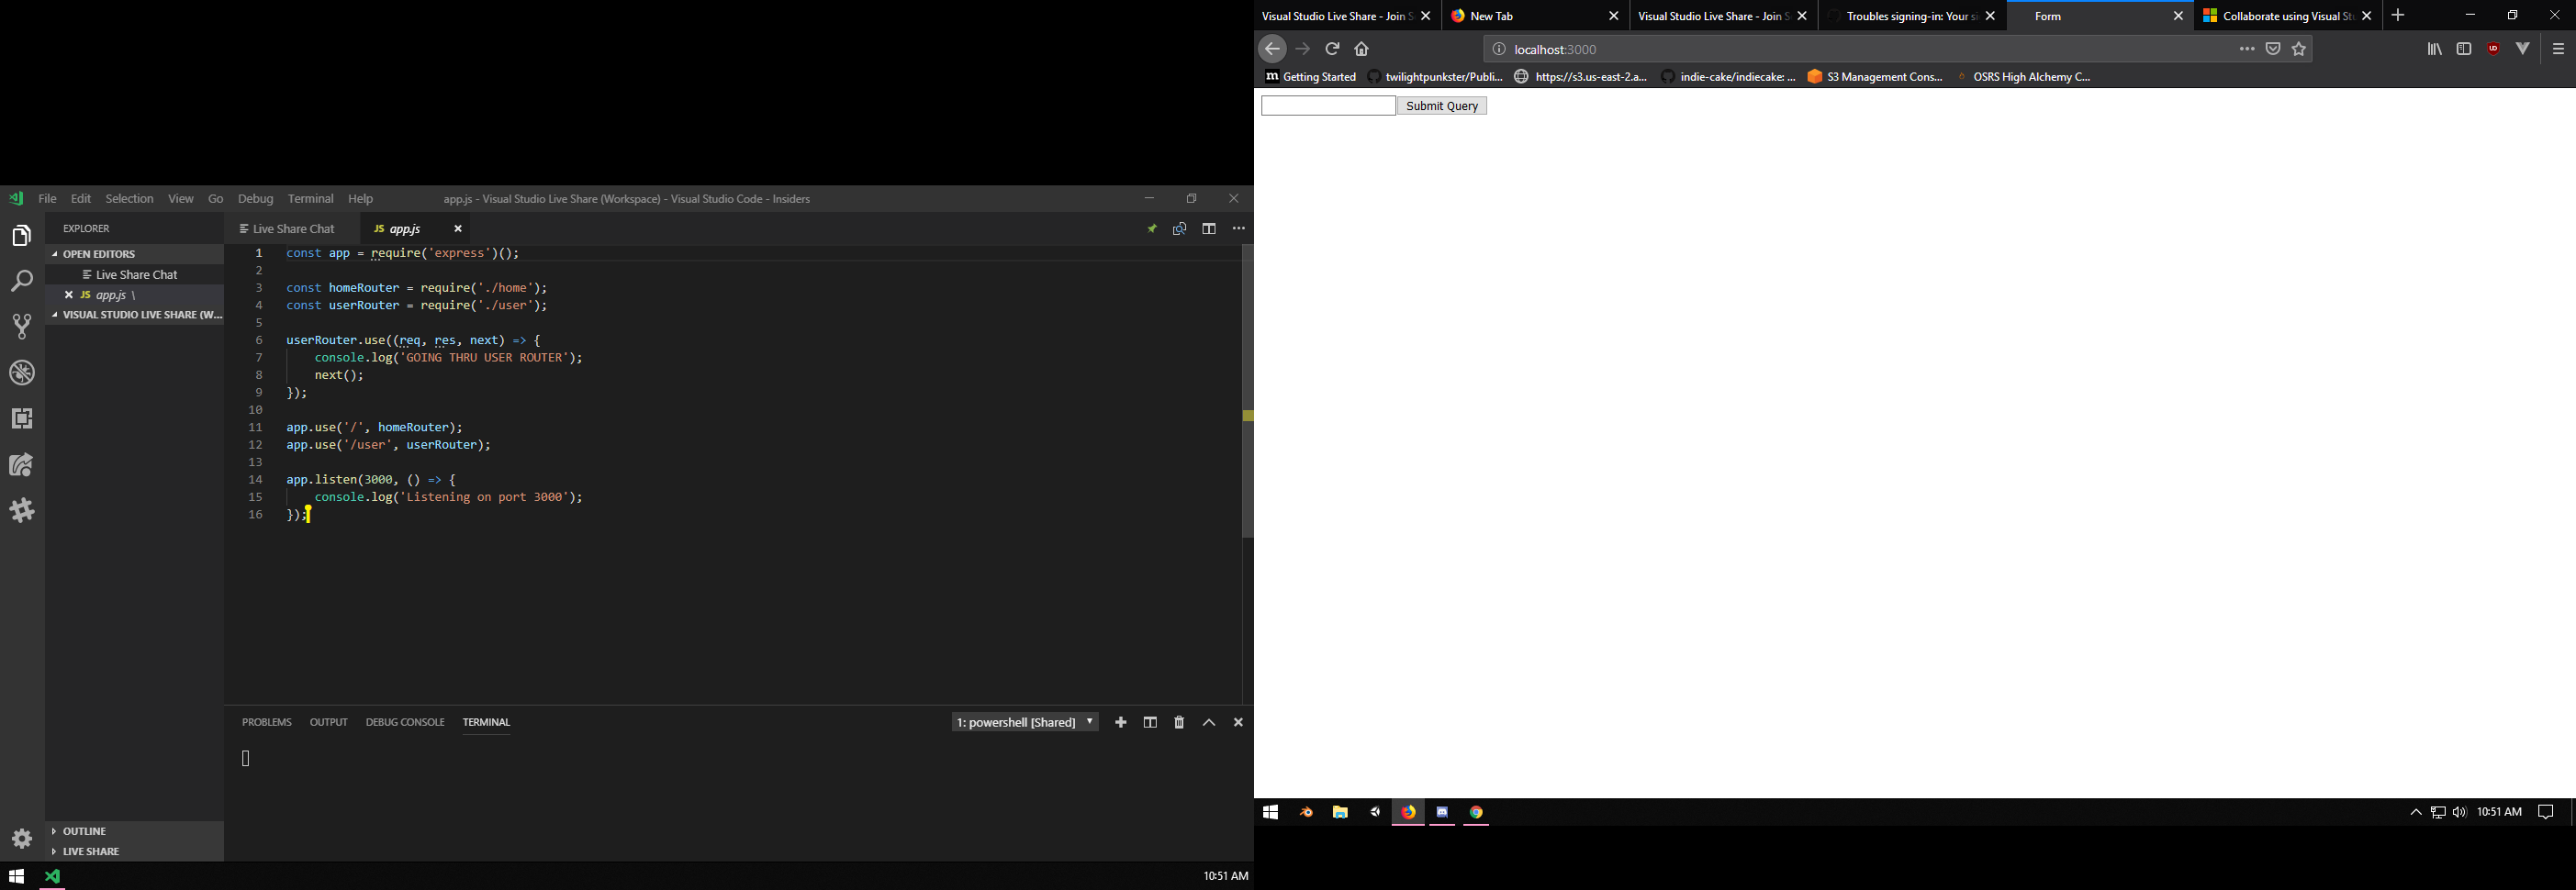 File Edit Selection View Go Debug Terminal Help app.js - Visual Studio Live Share (Workspace) - Visual Studio Code - Insiders
EXPLORER
OPEN EDITORS
Live Share Chat
JS app.js \
VISUAL STUDIO LIVE SHARE (W...
OUTLINE
LIVE SHARE
Live Share Chat JS app.js
1 const app = require('express')();
2
3 const homeRouter = require('./home');
4 const userRouter = require('./user');
5
6 userRouter.use((req, res, next) => {
7 console.log('GOING THRU USER ROUTER');
8 next();
9 });
10
11 app.use('/', homeRouter);
12 app.use('/user', userRouter);
13
14 app.listen(3000, () => {
15 console.log('Listening on port 3000');
16 });
PROBLEMS OUTPUT DEBUG CONSOLE TERMINAL 1: powershell [Shared]
10:51 AM
Visual Studio Live Share - Join S New Tab Visual Studio Live Share - Join S Troubles signing-in: Your si Form Collaborate using Visual St
localhost:3000
m Getting Started twilightpunkster/Publi... https://s3.us-east-2.a... indie-cake/indiecake: ... S3 Management Cons... OSRS High Alchemy C...
Submit Query
10:51 AM